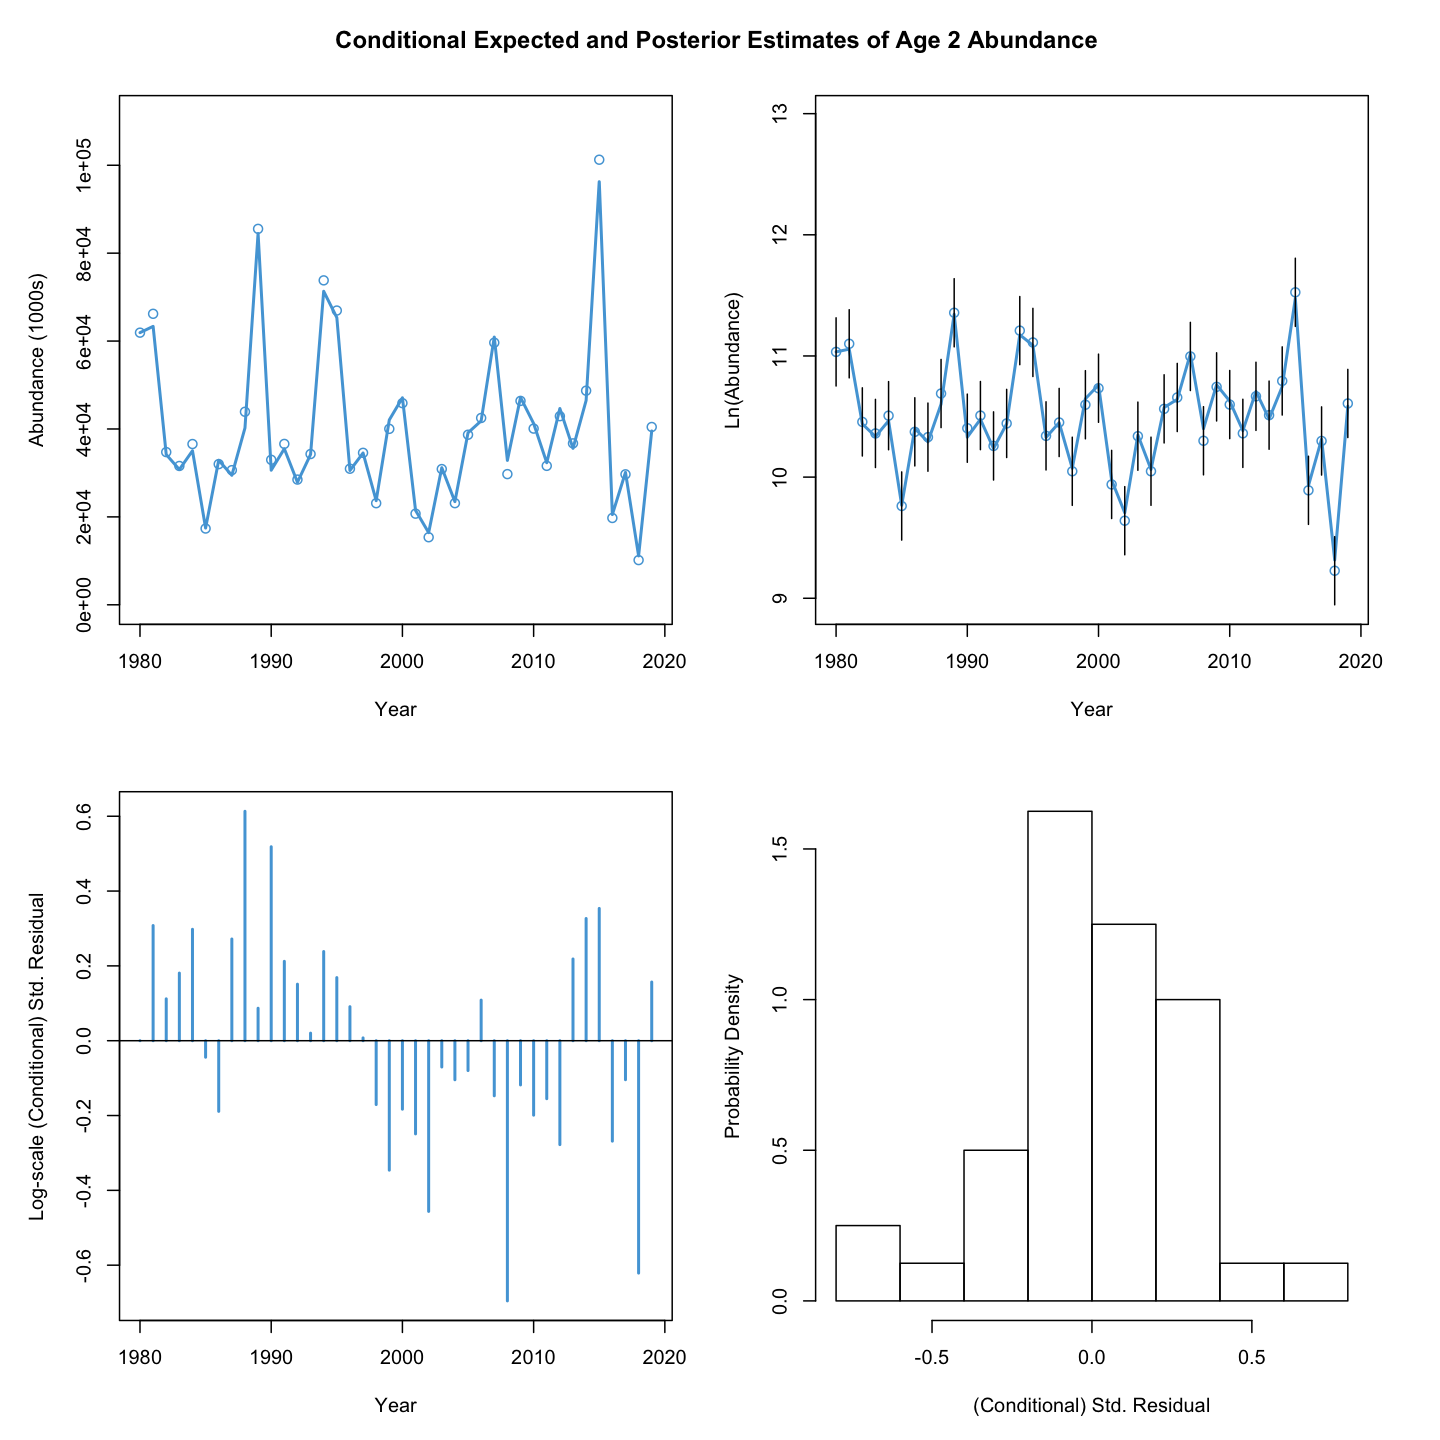 Conditional Expected and Posterior Estimates of Age 2 Abundance
Abundance (1000s)
1e+05
8e+04
6e+04
4e+04
2e+04
0e+00
1980 1990 2000 2010 2020
Year
Ln(Abundance)
13
12
11
10
9
1980 1990 2000 2010 2020
Year
Log-scale (Conditional) Std. Residual
0.6
0.4
0.2
0.0
-0.2
-0.4
-0.6
1980 1990 2000 2010 2020
Year
Probability Density
1.5
1.0
0.5
0.0
-0.5 0.0 0.5
(Conditional) Std. Residual